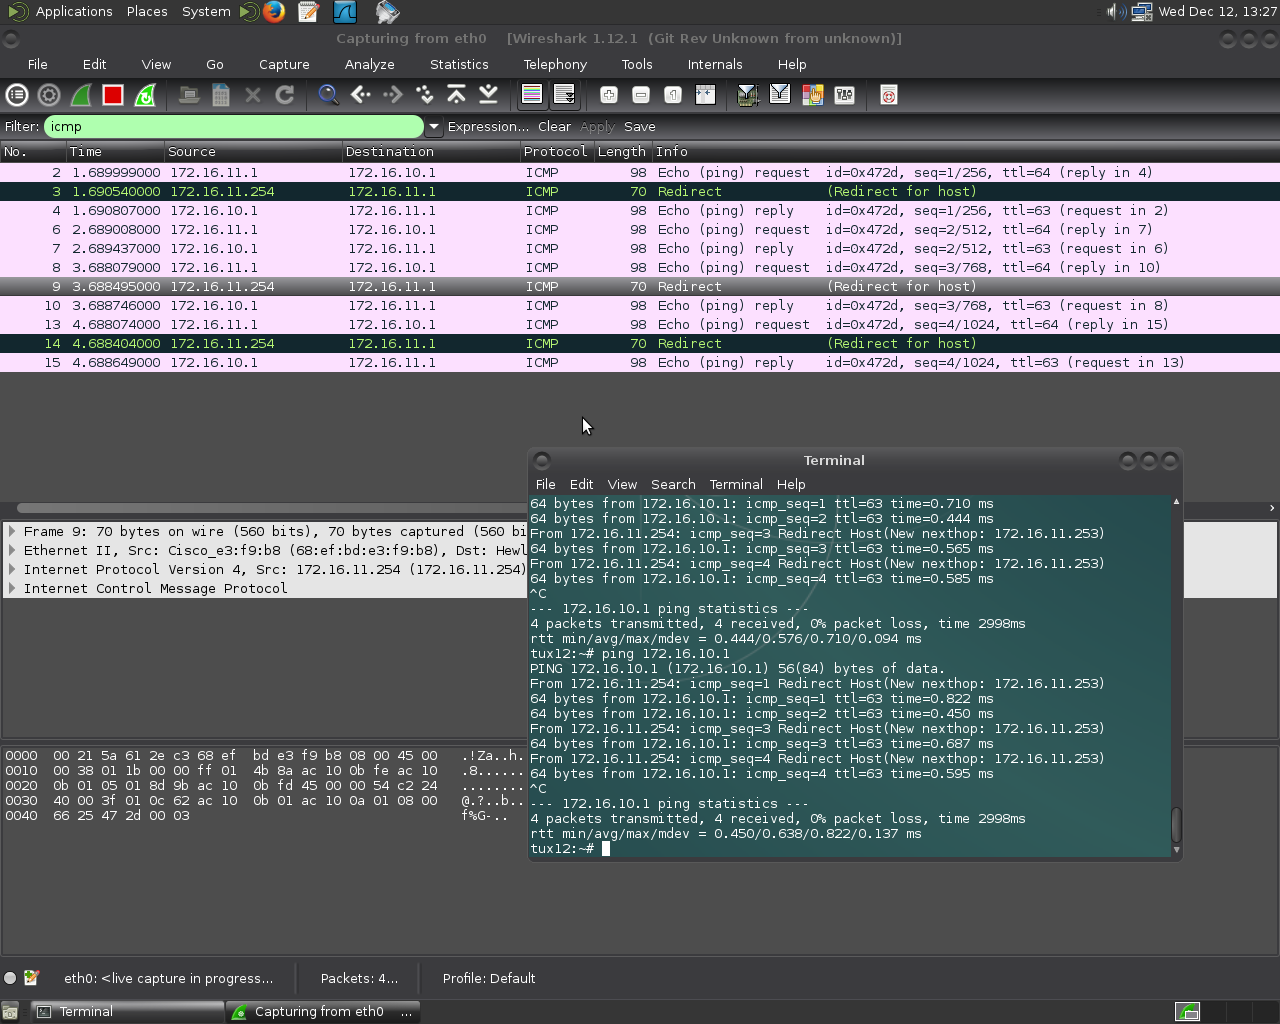 Applications Places System Wed Dec 12, 13:27
Capturing from eth0 [Wireshark 1.12.1 (Git Rev Unknown from unknown)]
File Edit View Go Capture Analyze Statistics Telephony Tools Internals Help
Filter: icmp Expression... Clear Apply Save
No. Time Source Destination Protocol Length Info
2 1.689999000 172.16.11.1 172.16.10.1 ICMP 98 Echo (ping) request id=0x472d, seq=1/256, ttl=64 (reply in 4)
3 1.690540000 172.16.11.254 172.16.11.1 ICMP 70 Redirect (Redirect for host)
4 1.690807000 172.16.10.1 172.16.11.1 ICMP 98 Echo (ping) reply id=0x472d, seq=1/256, ttl=63 (request in 2)
6 2.689008000 172.16.11.1 172.16.10.1 ICMP 98 Echo (ping) request id=0x472d, seq=2/512, ttl=64 (reply in 7)
7 2.689437000 172.16.10.1 172.16.11.1 ICMP 98 Echo (ping) reply id=0x472d, seq=2/512, ttl=63 (request in 6)
8 3.688079000 172.16.11.1 172.16.10.1 ICMP 98 Echo (ping) request id=0x472d, seq=3/768, ttl=64 (reply in 10)
9 3.688495000 172.16.11.254 172.16.11.1 ICMP 70 Redirect (Redirect for host)
10 3.688746000 172.16.10.1 172.16.11.1 ICMP 98 Echo (ping) reply id=0x472d, seq=3/768, ttl=63 (request in 8)
13 4.688074000 172.16.11.1 172.16.10.1 ICMP 98 Echo (ping) request id=0x472d, seq=4/1024, ttl=64 (reply in 15)
14 4.688404000 172.16.11.254 172.16.11.1 ICMP 70 Redirect (Redirect for host)
15 4.688649000 172.16.10.1 172.16.11.1 ICMP 98 Echo (ping) reply id=0x472d, seq=4/1024, ttl=63 (request in 13)
Frame 9: 70 bytes on wire (560 bits), 70 bytes captured (560 bi
Ethernet II, Src: Cisco_e3:f9:b8 (68:ef:bd:e3:f9:b8), Dst: Hewl
Internet Protocol Version 4, Src: 172.16.11.254 (172.16.11.254)
Internet Control Message Protocol
0000 00 21 5a 61 2e c3 68 ef bd e3 f9 b8 08 00 45 00 .!Za..h.
0010 00 38 01 1b 00 00 ff 01 4b 8a ac 10 0b fe ac 10 .8......
0020 0b 01 05 01 8d 9b ac 10 0b fd 45 00 00 54 c2 24 ........
0030 40 00 3f 01 0c 62 ac 10 0b 01 ac 10 0a 01 08 00 @.?..b..
0040 66 25 47 2d 00 03 f%G-..
Terminal
File Edit View Search Terminal Help
64 bytes from 172.16.10.1: icmp_seq=1 ttl=63 time=0.710 ms
64 bytes from 172.16.10.1: icmp_seq=2 ttl=63 time=0.444 ms
From 172.16.11.254: icmp_seq=3 Redirect Host(New nexthop: 172.16.11.253)
64 bytes from 172.16.10.1: icmp_seq=3 ttl=63 time=0.565 ms
From 172.16.11.254: icmp_seq=4 Redirect Host(New nexthop: 172.16.11.253)
64 bytes from 172.16.10.1: icmp_seq=4 ttl=63 time=0.585 ms
^C
--- 172.16.10.1 ping statistics ---
4 packets transmitted, 4 received, 0% packet loss, time 2998ms
rtt min/avg/max/mdev = 0.444/0.576/0.710/0.094 ms
tux12:~# ping 172.16.10.1
PING 172.16.10.1 (172.16.10.1) 56(84) bytes of data.
From 172.16.11.254: icmp_seq=1 Redirect Host(New nexthop: 172.16.11.253)
64 bytes from 172.16.10.1: icmp_seq=1 ttl=63 time=0.822 ms
64 bytes from 172.16.10.1: icmp_seq=2 ttl=63 time=0.450 ms
From 172.16.11.254: icmp_seq=3 Redirect Host(New nexthop: 172.16.11.253)
64 bytes from 172.16.10.1: icmp_seq=3 ttl=63 time=0.687 ms
From 172.16.11.254: icmp_seq=4 Redirect Host(New nexthop: 172.16.11.253)
64 bytes from 172.16.10.1: icmp_seq=4 ttl=63 time=0.595 ms
^C
--- 172.16.10.1 ping statistics ---
4 packets transmitted, 4 received, 0% packet loss, time 2998ms
rtt min/avg/max/mdev = 0.450/0.638/0.822/0.137 ms
tux12:~#
eth0: <live capture in progress... Packets: 4... Profile: Default
Terminal Capturing from eth0 ...